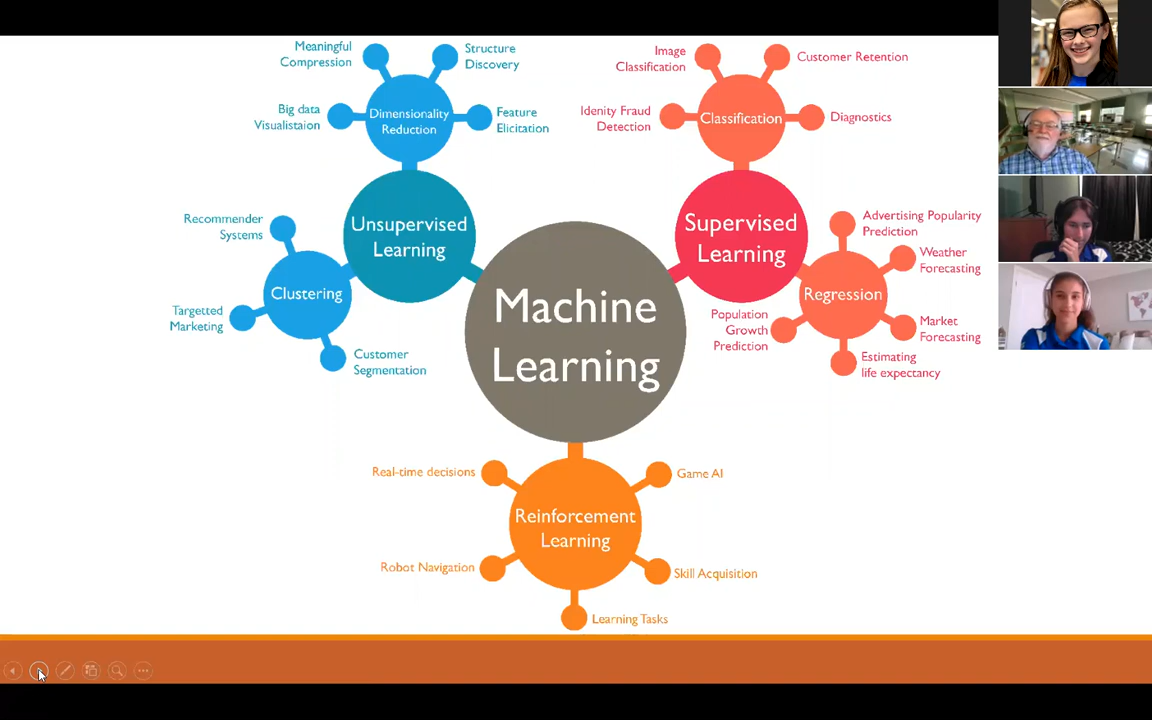 Machine
Learning
Unsupervised
Learning
Dimensionality
Reduction
Meaningful
Compression
Structure
Discovery
Big data
Visualistaion
Feature
Elicitation
Clustering
Recommender
Systems
Targetted
Marketing
Customer
Segmentation
Supervised
Learning
Classification
Image
Classification
Customer Retention
Idenity Fraud
Detection
Diagnostics
Regression
Advertising Popularity
Prediction
Weather
Forecasting
Population
Growth
Prediction
Market
Forecasting
Estimating
life expectancy
Reinforcement
Learning
Real-time decisions
Game AI
Robot Navigation
Skill Acquisition
Learning Tasks